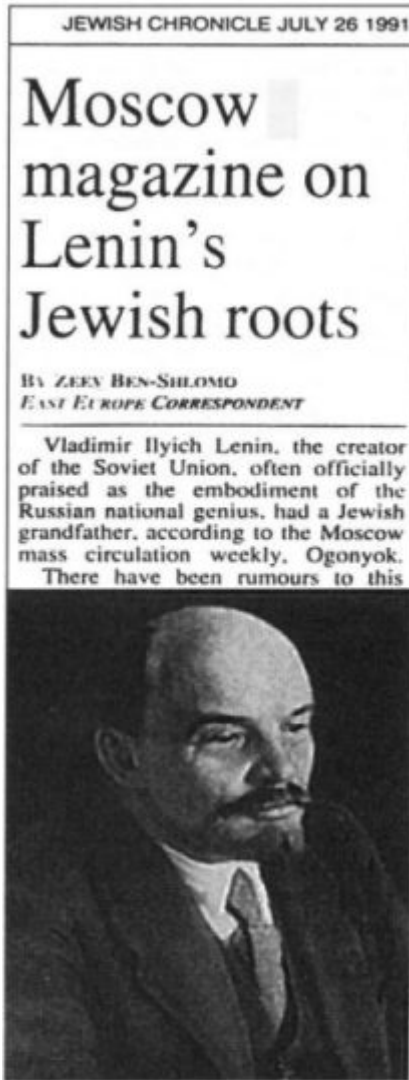 JEWISH CHRONICLE JULY 26 1991
Moscow
magazine on
Lenin's
Jewish roots
BY ZEEV BEN-SHLOMO
EAST EUROPE CORRESPONDENT
Vladimir Ilyich Lenin, the creator
of the Soviet Union, often officially
praised as the embodiment of the
Russian national genius, had a Jewish
grandfather, according to the Moscow
mass circulation weekly, Ogonyok.
There have been rumours to this